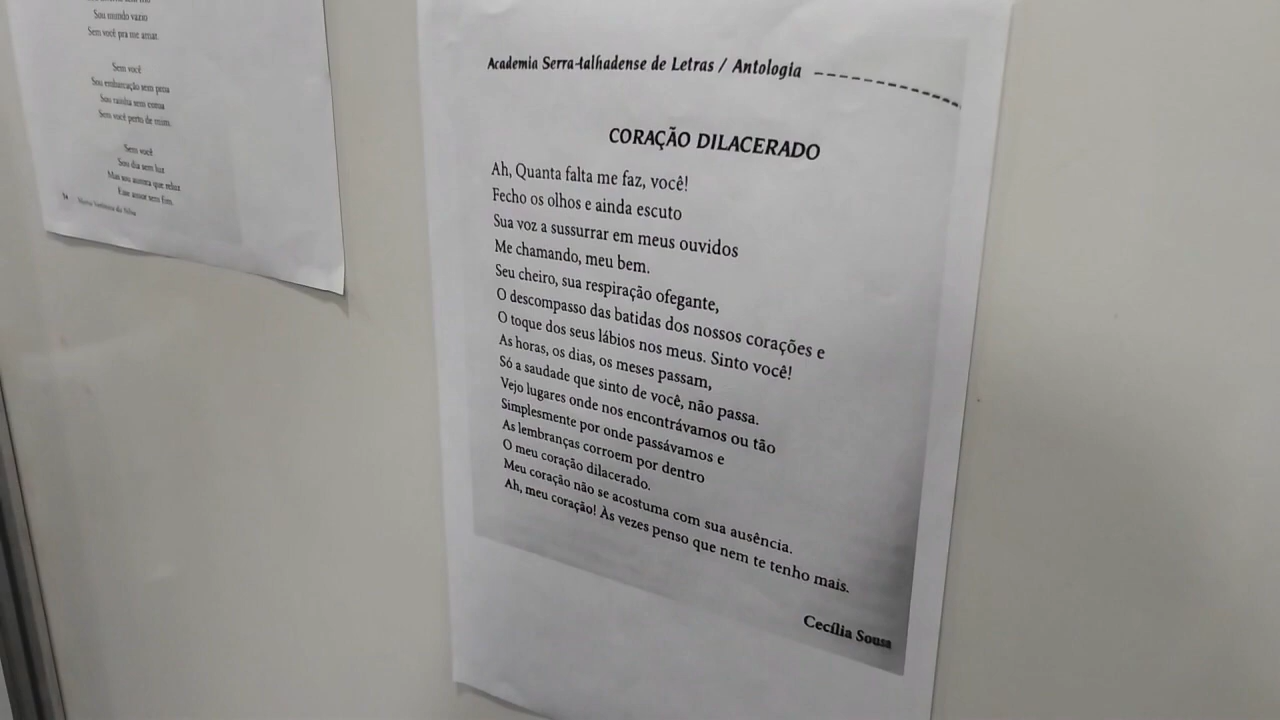 Sou mundo vazio
Sem você pra me amar.
Sem você
Sou embarcação sem proa
Sou rainha sem coroa
Sem você perto de mim.
Sem você
Sou dia sem luz
Mas sou aurora que reluz
Esse amor sem fim.
Academia Serra-talhadense de Letras / Antologia
CORAÇÃO DILACERADO
Ah, Quanta falta me faz, você!
Fecho os olhos e ainda escuto
Sua voz a sussurrar em meus ouvidos
Me chamando, meu bem.
Seu cheiro, sua respiração ofegante,
O descompasso das batidas dos nossos corações e
O toque dos seus lábios nos meus. Sinto você!
As horas, os dias, os meses passam,
Só a saudade que sinto de você, não passa.
Vejo lugares onde nos encontrávamos ou tão
Simplesmente por onde passávamos e
As lembranças corroem por dentro
O meu coração dilacerado.
Meu coração não se acostuma com sua ausência.
Ah, meu coração! Às vezes penso que nem te tenho mais.
Cecília Sousa